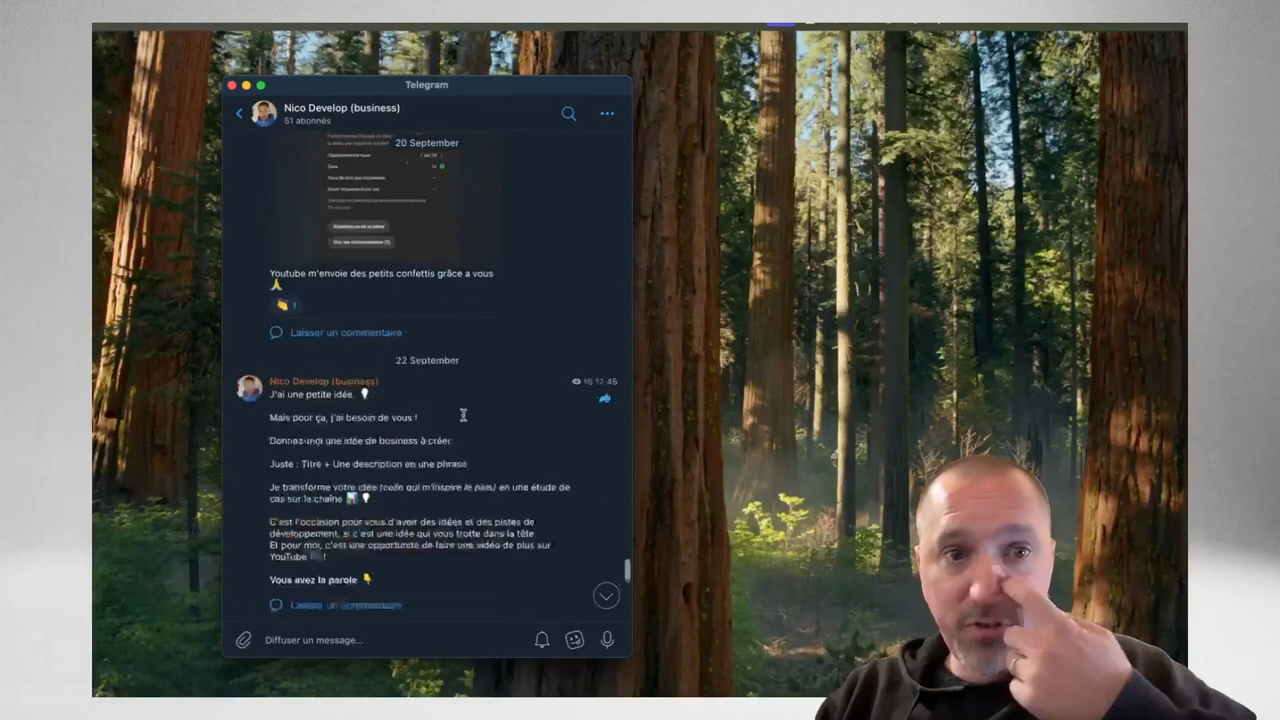 Telegram
Nico Develop (business)
51 abonnés
20 September
Youtube m'envoie des petits confettis grâce a vous
🙏
1
Laisser un commentaire
22 September
Nico Develop (business)
J'ai une petite idée. 💡
Mais pour ça, j'ai besoin de vous !
Donnez-moi une idée de business à créer.
Juste : Titre + Une description en une phrase.
Je transforme votre idée (celle qui m'inspire le plus) en une étude de
cas sur la chaîne 📊 💡
C'est l'occasion pour vous d'avoir des idées et des pistes de
développement, si c'est une idée qui vous trotte dans la tête
Et pour moi, c'est une opportunité de faire une vidéo de plus sur
YouTube !
Vous avez la parole 👇
Laisser un commentaire
Diffuser un message...